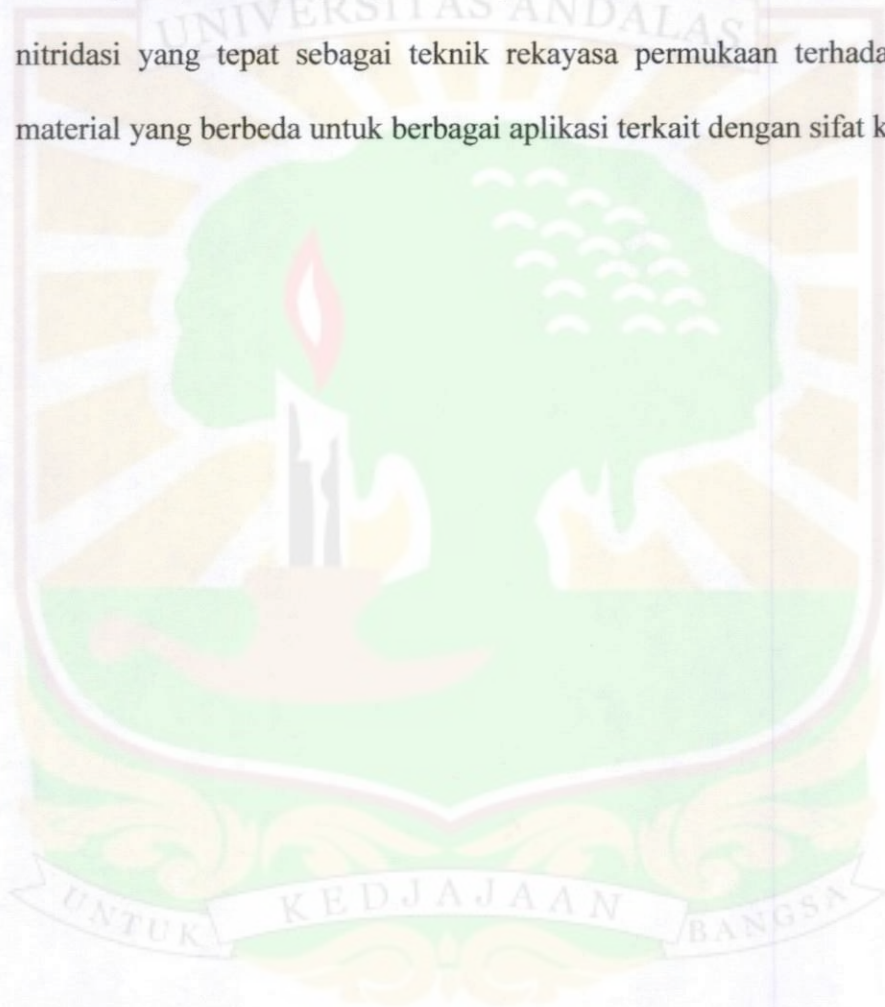 UNIVERSITAS ANDALAS
nitridasi yang tepat sebagai teknik rekayasa permukaan
material yang berbeda untuk berbagai aplikasi terkait dengan sifat
UNTUK KEDJAJAAN BANGSA